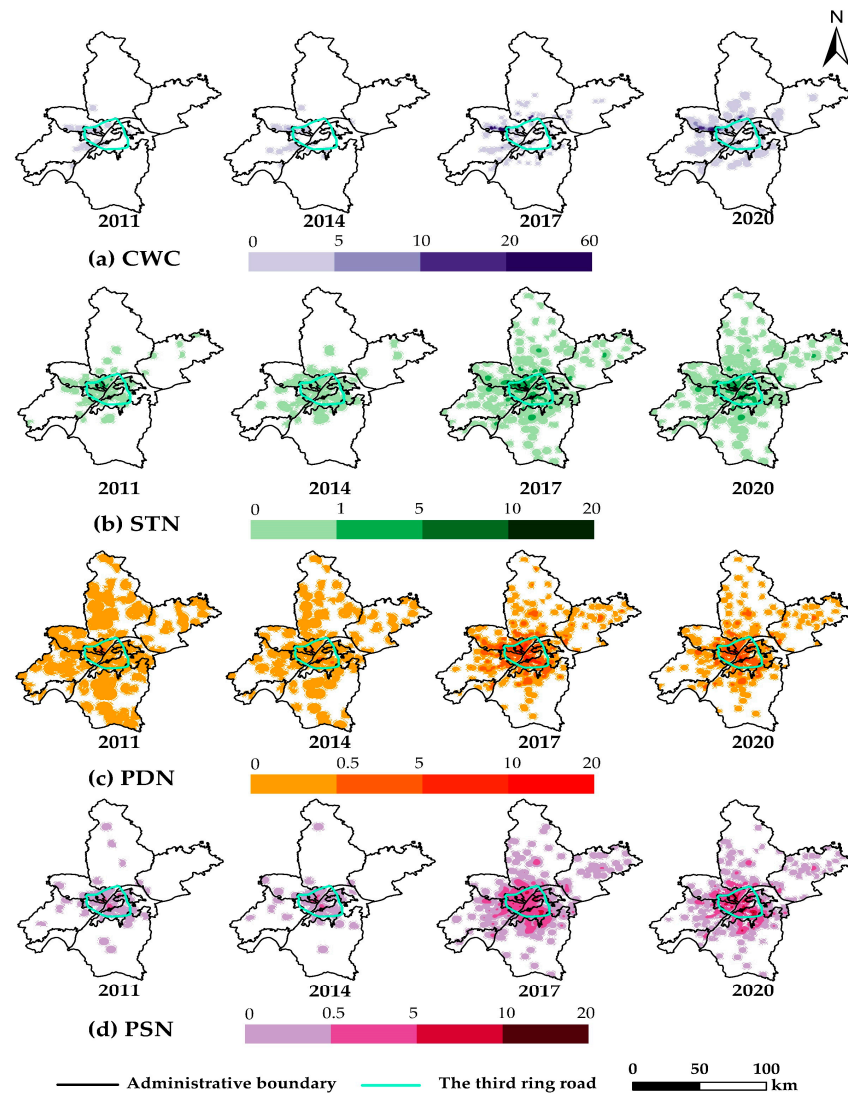 N
2011 2014 2017 2020
0 5 10 20 60
(a) CWC
2011 2014 2017 2020
0 1 5 10 20
(b) STN
2011 2014 2017 2020
0 0.5 5 10 20
(c) PDN
2011 2014 2017 2020
0 0.5 5 10 20
(d) PSN
Administrative boundary The third ring road 0 50 100
km